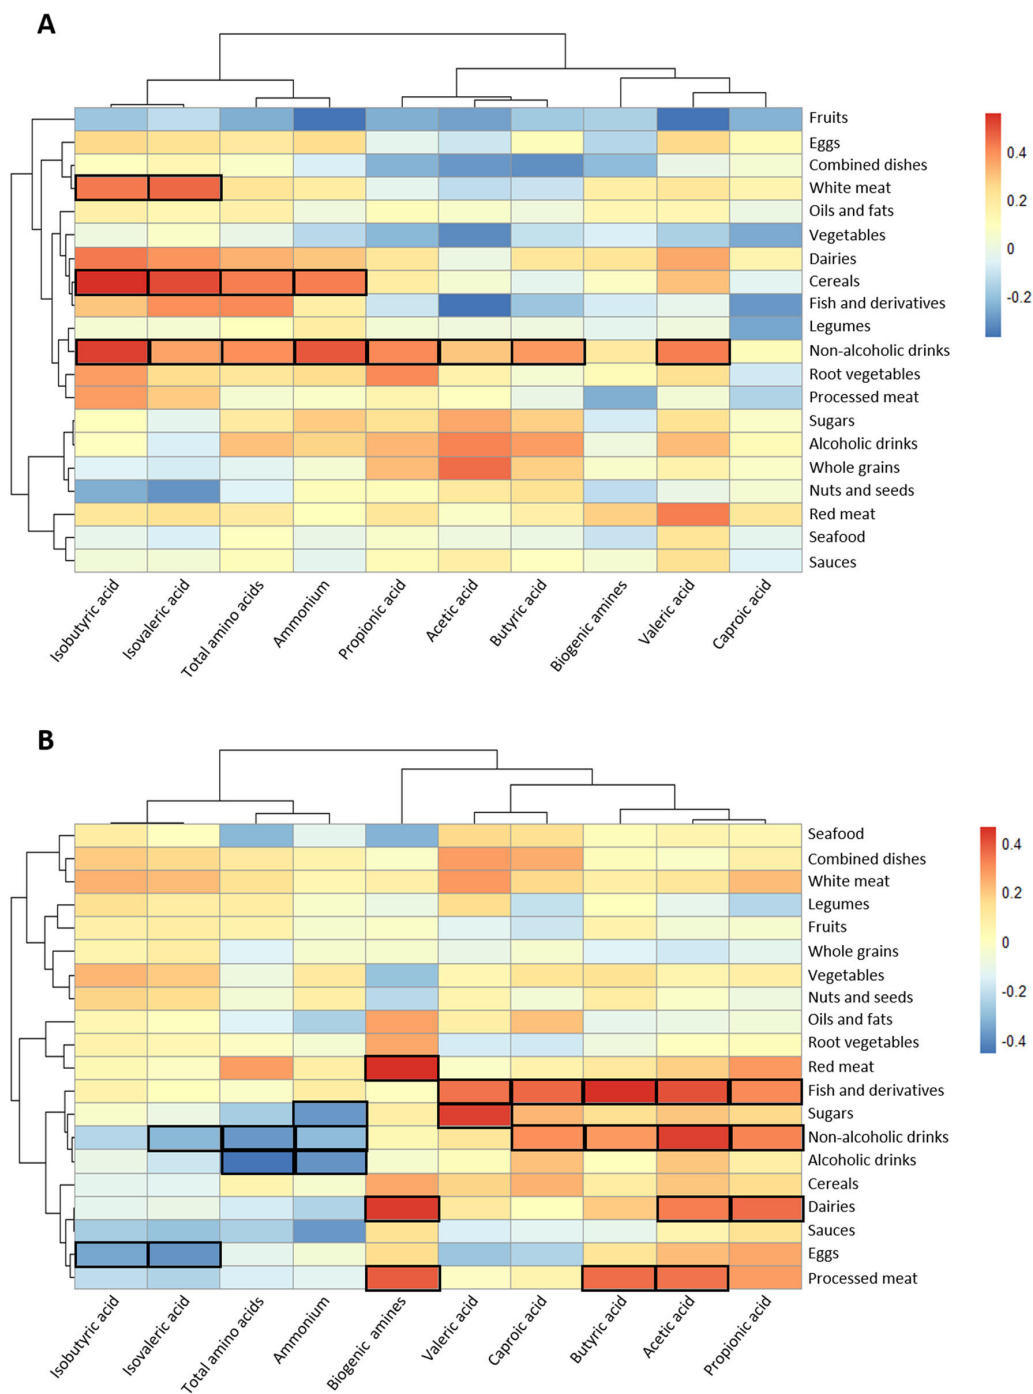 A
Fruits
Eggs
Combined dishes
White meat
Oils and fats
Vegetables
Dairies
Cereals
Fish and derivatives
Legumes
Non-alcoholic drinks
Root vegetables
Processed meat
Sugars
Alcoholic drinks
Whole grains
Nuts and seeds
Red meat
Seafood
Sauces
0.4
0.2
0
-0.2
Isobutyric acid
Isovaleric acid
Total amino acids
Ammonium
Propionic acid
Acetic acid
Butyric acid
Biogenic amines
Valeric acid
Caproic acid
B
Seafood
Combined dishes
White meat
Legumes
Fruits
Whole grains
Vegetables
Nuts and seeds
Oils and fats
Root vegetables
Red meat
Fish and derivatives
Sugars
Non-alcoholic drinks
Alcoholic drinks
Cereals
Dairies
Sauces
Eggs
Processed meat
0.4
0.2
0
-0.2
-0.4
Isobutyric acid
Isovaleric acid
Total amino acids
Ammonium
Biogenic amines
Valeric acid
Caproic acid
Butyric acid
Acetic acid
Propionic acid